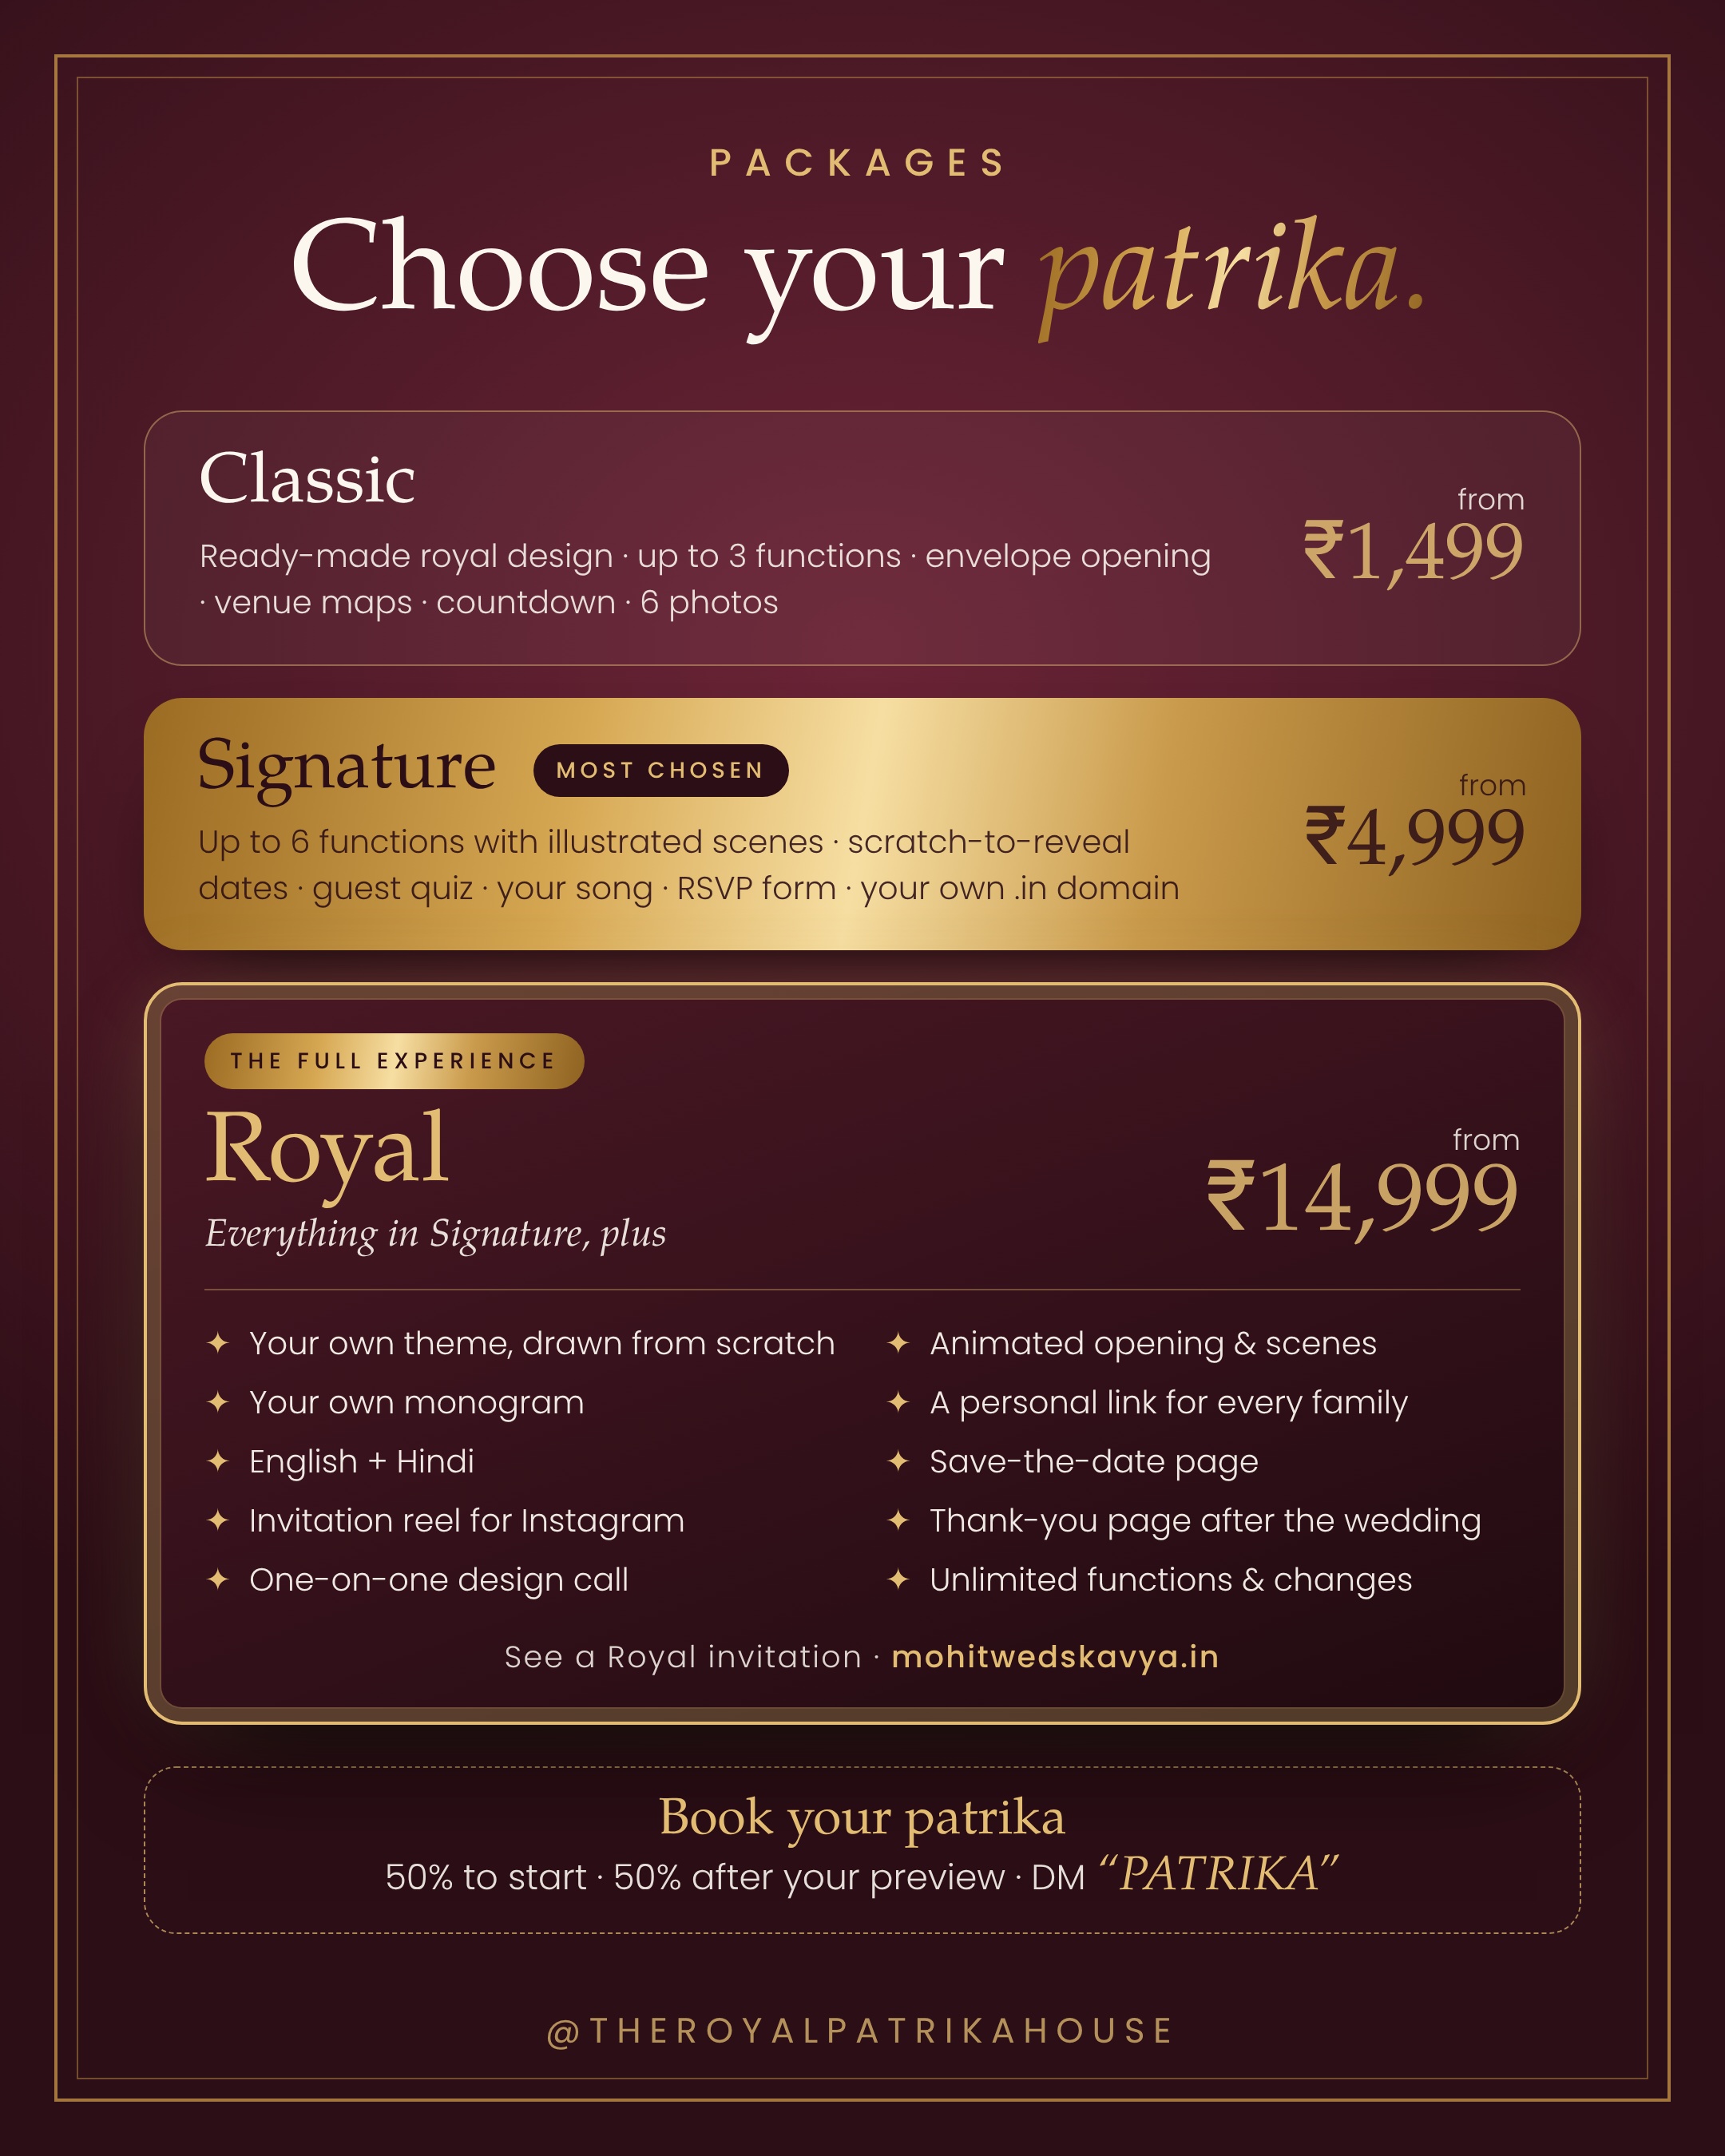 PACKAGES
Choose your patrika.
Classic
Ready-made royal design · up to 3 functions · envelope opening
· venue maps · countdown · 6 photos
from
₹1,499
Signature
MOST CHOSEN
Up to 6 functions with illustrated scenes · scratch-to-reveal
dates · guest quiz · your song · RSVP form · your own .in domain
from
₹4,999
THE FULL EXPERIENCE
Royal
Everything in Signature, plus
from
₹14,999
✦ Your own theme, drawn from scratch
✦ Your own monogram
✦ English + Hindi
✦ Invitation reel for Instagram
✦ One-on-one design call
✦ Animated opening & scenes
✦ A personal link for every family
✦ Save-the-date page
✦ Thank-you page after the wedding
✦ Unlimited functions & changes
See a Royal invitation · mohitwedskavya.in
Book your patrika
50% to start · 50% after your preview · DM “PATRIKA”
@THEROYALPATRIKAHOUSE